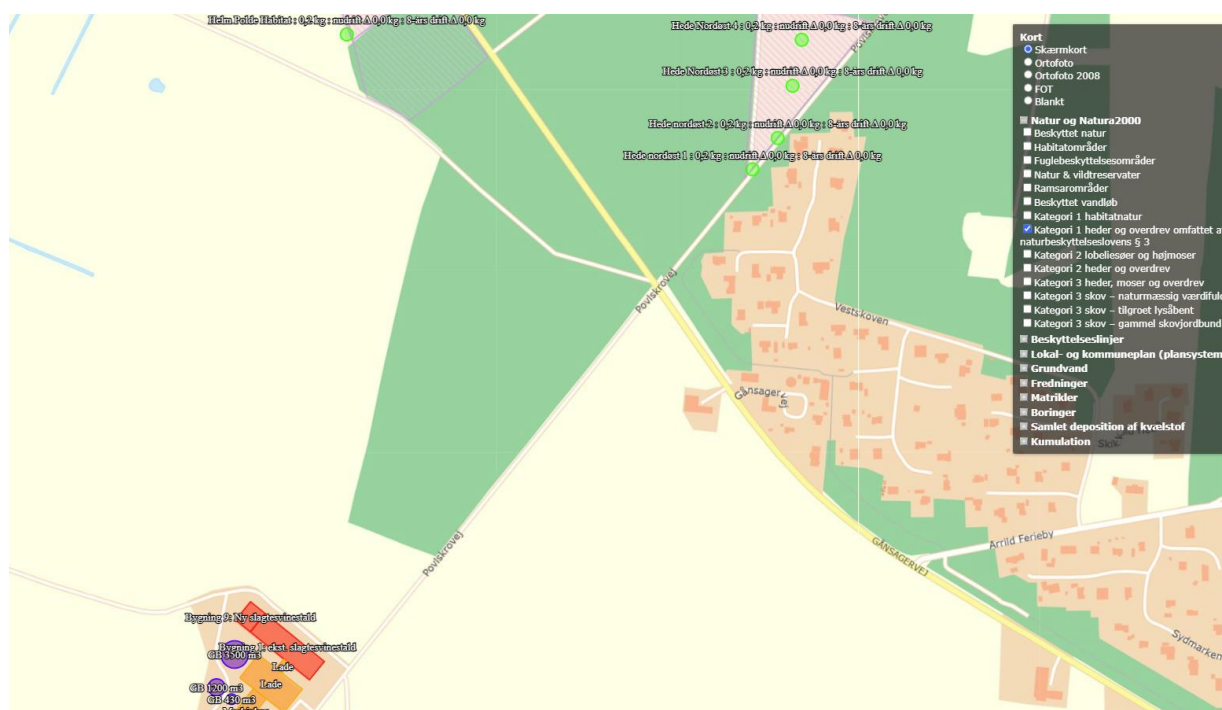 Helm Polde Habitat : 0,2 kg : nudrift Δ 0,0 kg : 8-års drift Δ 0,0 kg
Hede Nordøst 4 : 0,2 kg : nudrift Δ 0,0 kg : 8-års drift Δ 0,0 kg
Povlskrovej
Hede Nordøst 3 : 0,2 kg : nudrift Δ 0,0 kg : 8-års drift Δ 0,0 kg
Hede nordøst 2 : 0,2 kg : nudrift Δ 0,0 kg : 8-års drift Δ 0,0 kg
Hede nordøst 1 : 0,2 kg : nudrift Δ 0,0 kg : 8-års drift Δ 0,0 kg
Kort
Skærmkort
Ortofoto
Ortofoto 2008
FOT
Blankt
Natur og Natura2000
Beskyttet natur
Habitatområder
Fuglebeskyttelsesområder
Natur & vildtreservater
Ramsarområder
Beskyttet vandløb
Kategori 1 habitatnatur
Kategori 1 heder og overdrev omfattet a
naturbeskyttelseslovens § 3
Kategori 2 lobeliesøer og højmoser
Kategori 2 heder og overdrev
Kategori 3 heder, moser og overdrev
Kategori 3 skov – naturmæssig værdiful
Kategori 3 skov – tilgroet lysåbent
Kategori 3 skov – gammel skovjordbund
Beskyttelseslinjer
Lokal- og kommuneplan (plansystem
Grundvand
Fredninger
Matrikler
Boringer
Samlet deposition af kvælstof
Kumulation
Povlskrovej
Vestskoven
Gånsager Vej
Skov
Arrild Ferieby
GÅNSAGERVEJ
Povlskrovej
Sydmarken
Bygning 9: Ny slagtesvinestald
Bygning 1: ekst. slagtesvinestald
GB 3500 m3
Lade
Lade
GB 1200 m3
GB 430 m3